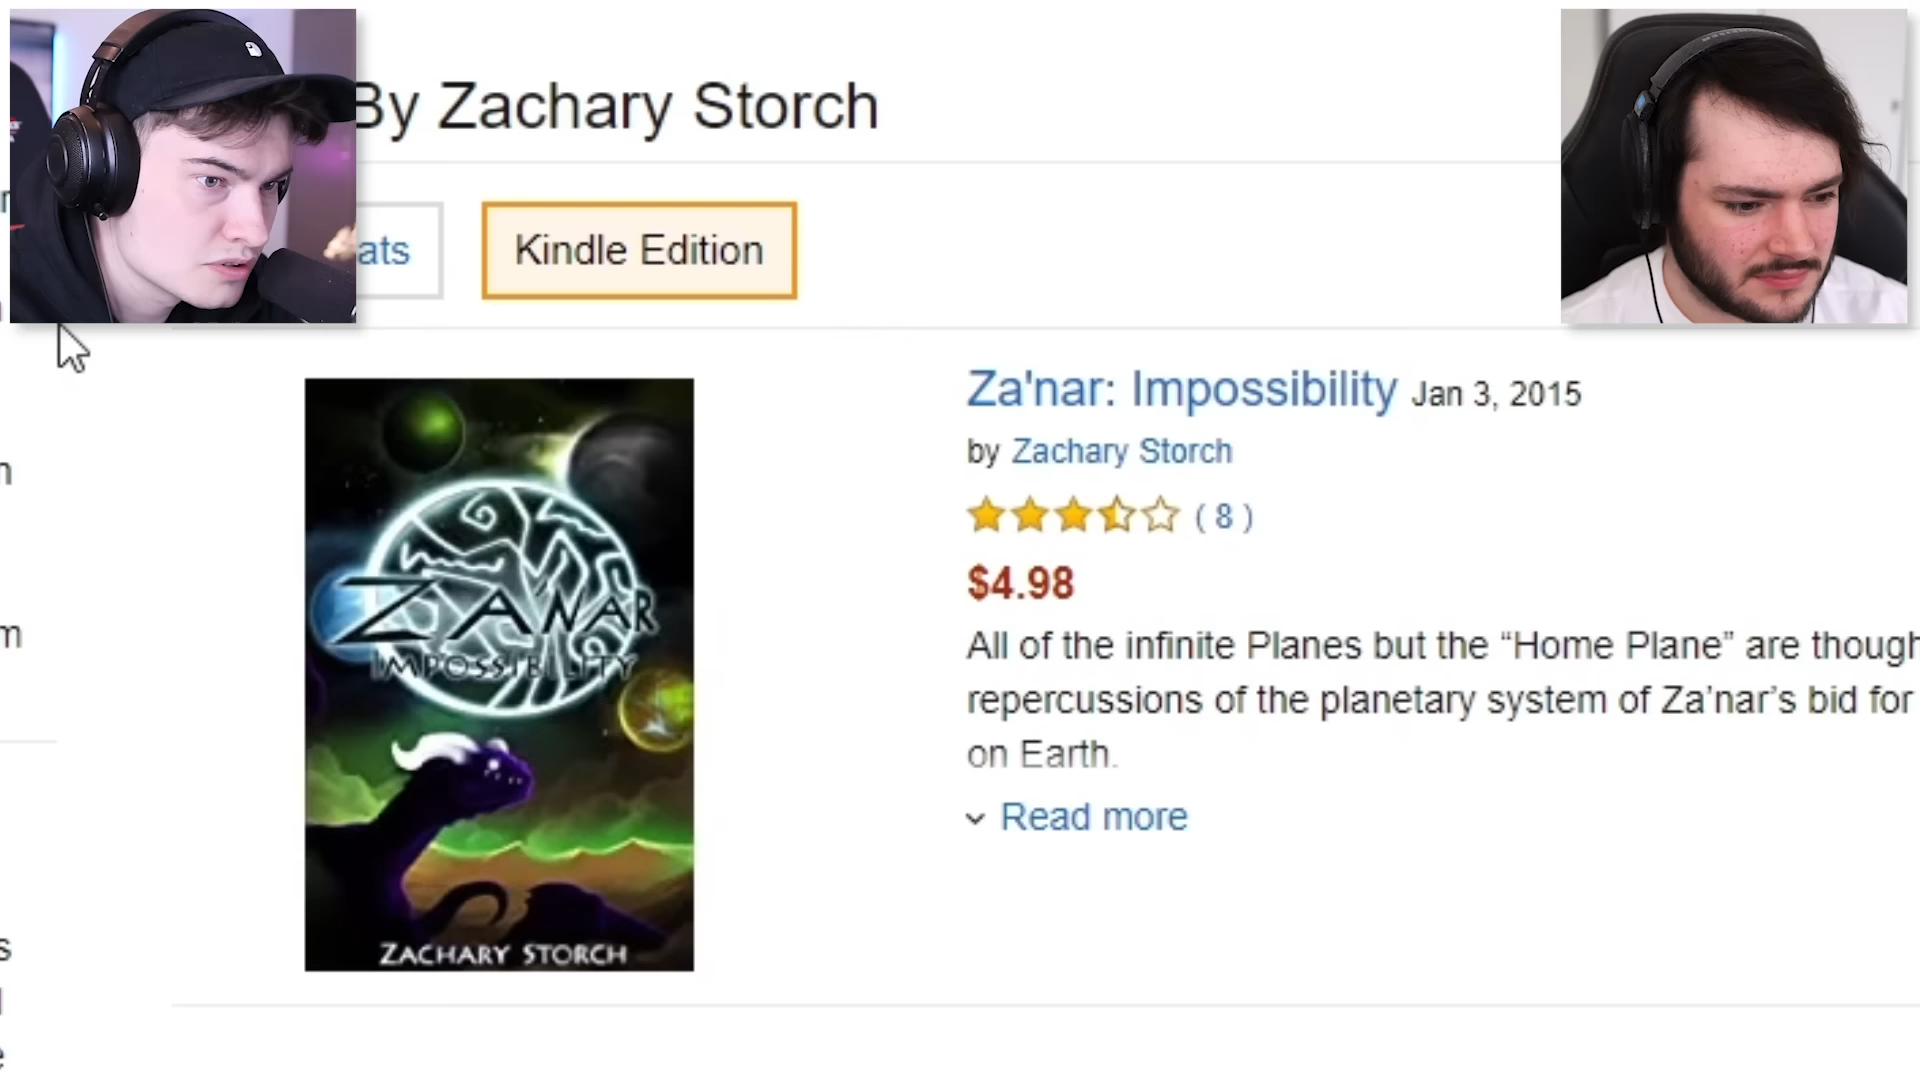 By Zachary Storch
ats
Kindle Edition
Za'nar: Impossibility Jan 3, 2015
by Zachary Storch
( 8 )
$4.98
All of the infinite Planes but the “Home Plane” are though
repercussions of the planetary system of Za’nar’s bid for
on Earth.
Read more
ZA'NAR
IMPOSSIBILITY
ZACHARY STORCH
n
m
s